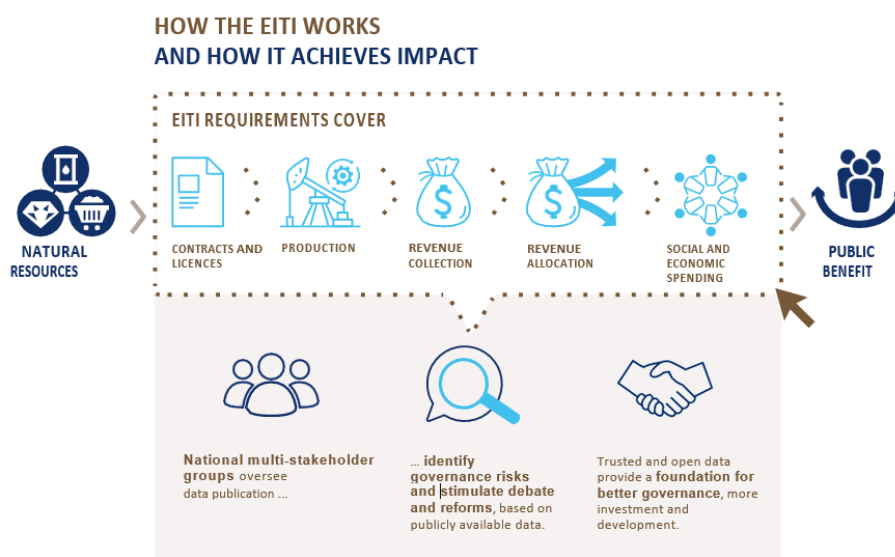 HOW THE EITI WORKS
AND HOW IT ACHIEVES IMPACT
EITI REQUIREMENTS COVER
NATURAL
RESOURCES
CONTRACTS AND
LICENCES
PRODUCTION
REVENUE
COLLECTION
REVENUE
ALLOCATION
SOCIAL AND
ECONOMIC
SPENDING
PUBLIC
BENEFIT
National multi-stakeholder
groups oversee
data publication ...
... identify
governance risks
and stimulate debate
and reforms, based on
publicly available data.
Trusted and open data
provide a foundation for
better governance, more
investment and
development.